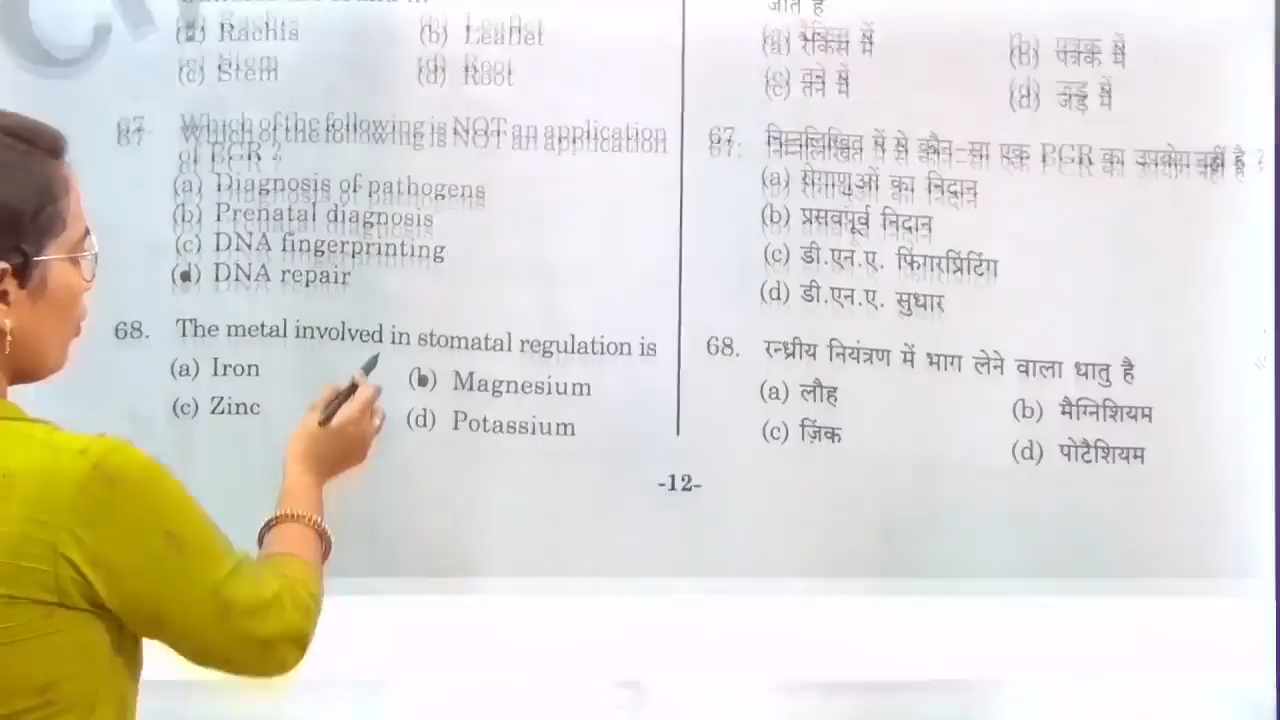 (a) Rachis (b) Leaflet
(c) Stem (d) Root
67. Which of the following is NOT an application
of PCR ?
(a) Diagnosis of pathogens
(b) Prenatal diagnosis
(c) DNA fingerprinting
(d) DNA repair
68. The metal involved in stomatal regulation is
(a) Iron (b) Magnesium
(c) Zinc (d) Potassium
जाते हैं
(a) रैकिस में (b) पत्रक में
(c) तने में (d) जड़ में
67. निम्नलिखित में से कौन-सा एक PCR का उपयोग नहीं है ?
(a) रोगाणुओं का निदान
(b) प्रसवपूर्व निदान
(c) डी.एन.ए. फिंगरप्रिंटिंग
(d) डी.एन.ए. सुधार
68. रन्ध्रीय नियंत्रण में भाग लेने वाला धातु है
(a) लौह (b) मैग्निशियम
(c) ज़िंक (d) पोटैशियम
-12-